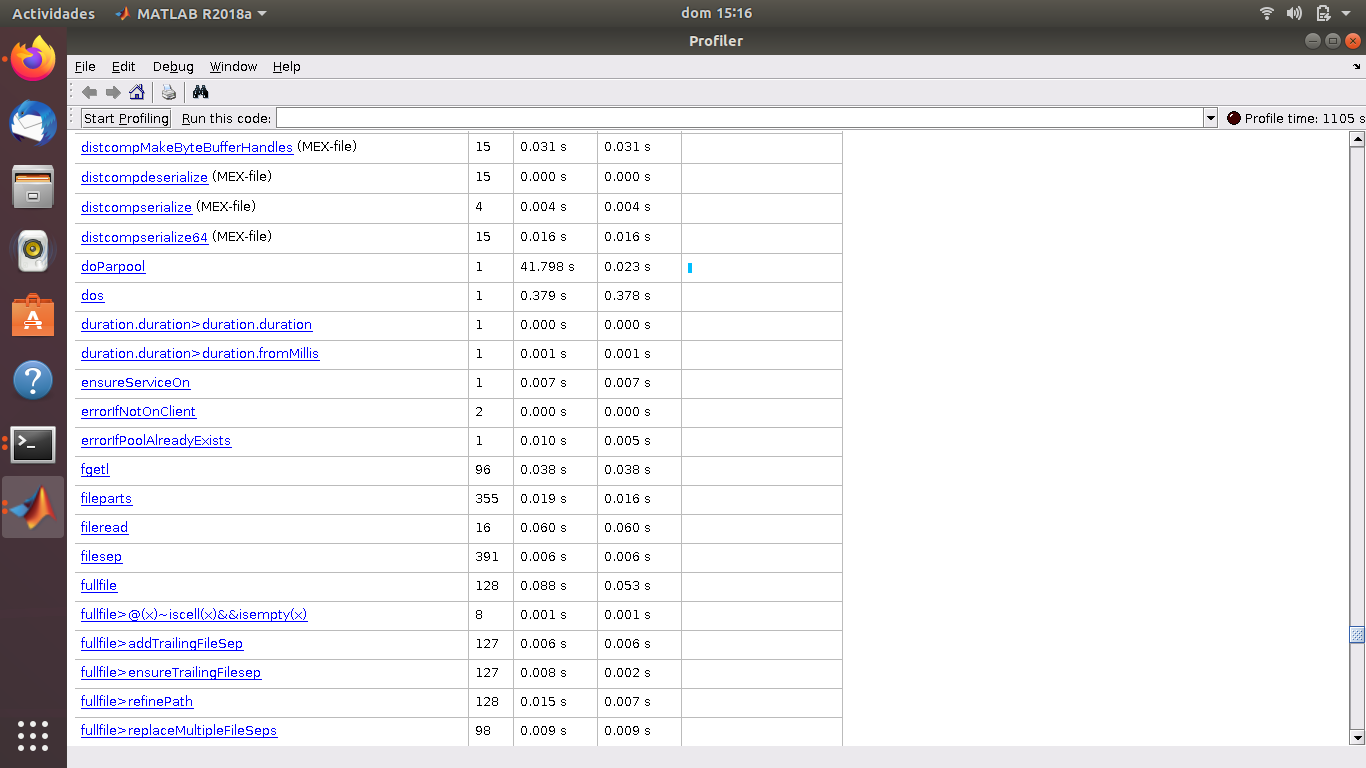 Actividades MATLAB R2018a dom 15:16
Profiler
File Edit Debug Window Help
Start Profiling Run this code: Profile time: 1105 s
distcompMakeByteBufferHandles (MEX-file) 15 0.031 s 0.031 s
distcompdeserialize (MEX-file) 15 0.000 s 0.000 s
distcompserialize (MEX-file) 4 0.004 s 0.004 s
distcompserialize64 (MEX-file) 15 0.016 s 0.016 s
doParpool 1 41.798 s 0.023 s
dos 1 0.379 s 0.378 s
duration.duration>duration.duration 1 0.000 s 0.000 s
duration.duration>duration.fromMillis 1 0.001 s 0.001 s
ensureServiceOn 1 0.007 s 0.007 s
errorIfNotOnClient 2 0.000 s 0.000 s
errorIfPoolAlreadyExists 1 0.010 s 0.005 s
fgetl 96 0.038 s 0.038 s
fileparts 355 0.019 s 0.016 s
fileread 16 0.060 s 0.060 s
filesep 391 0.006 s 0.006 s
fullfile 128 0.088 s 0.053 s
fullfile>@(x)~iscell(x)&&isempty(x) 8 0.001 s 0.001 s
fullfile>addTrailingFileSep 127 0.006 s 0.006 s
fullfile>ensureTrailingFilesep 127 0.008 s 0.002 s
fullfile>refinePath 128 0.015 s 0.007 s
fullfile>replaceMultipleFileSeps 98 0.009 s 0.009 s